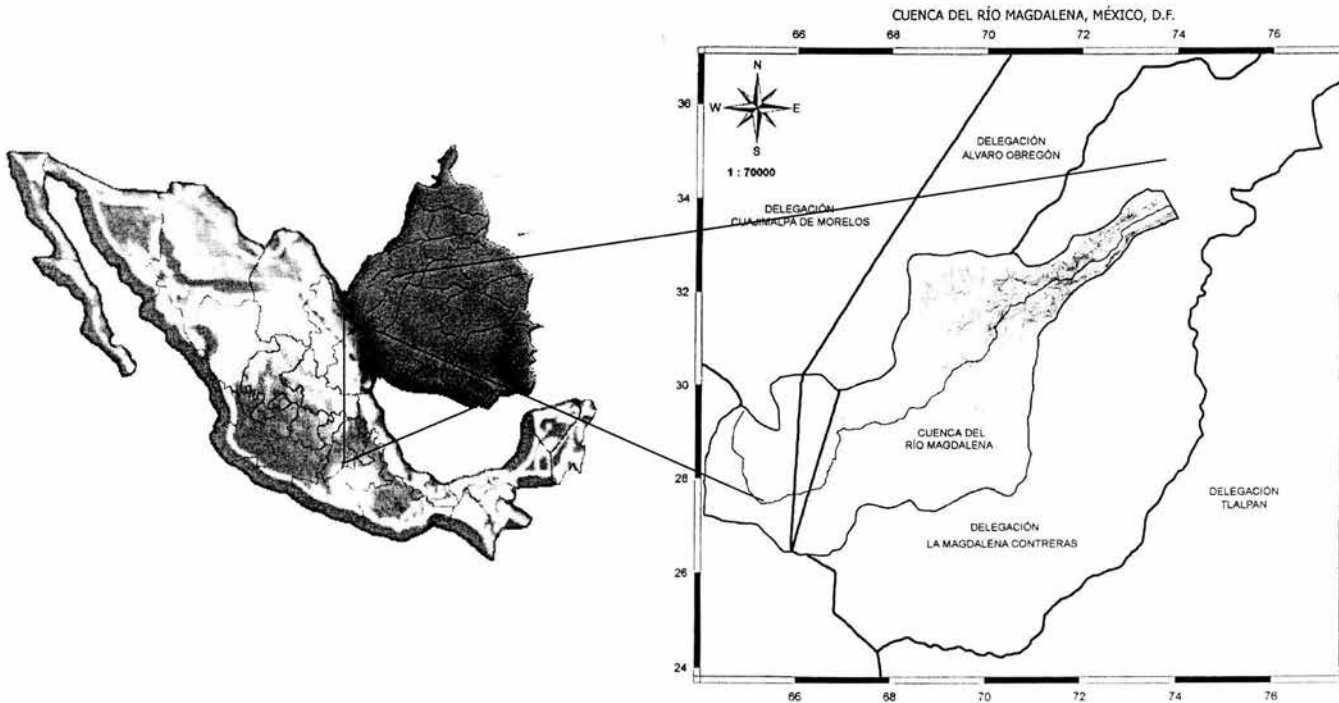 CUENCA DEL RÍO MAGDALENA, MÉXICO, D.F.
66 68 70 72 74 76
36
34
32
30
28
26
24
N
W E
S
1 : 70000
DELEGACIÓN
ALVARO OBREGÓN
DELEGACIÓN
CUAJIMALPA DE MORELOS
CUENCA DEL
RÍO MAGDALENA
DELEGACIÓN
TLALPAN
DELEGACIÓN
LA MAGDALENA CONTRERAS
66 68 70 72 74 76